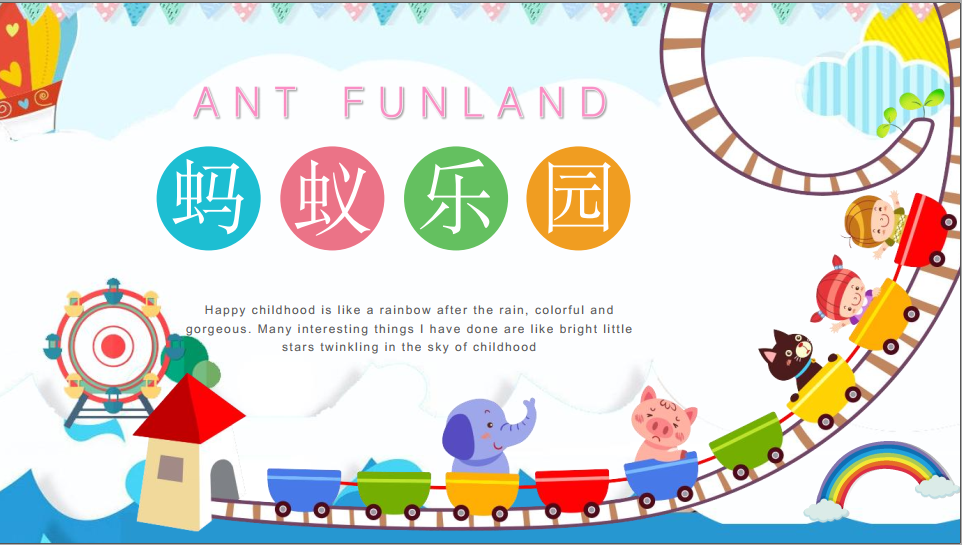 ANT FUNLAND
蚂蚁乐园
Happy childhood is like a rainbow after the rain, colorful and
gorgeous. Many interesting things I have done are like bright little
stars twinkling in the sky of childhood